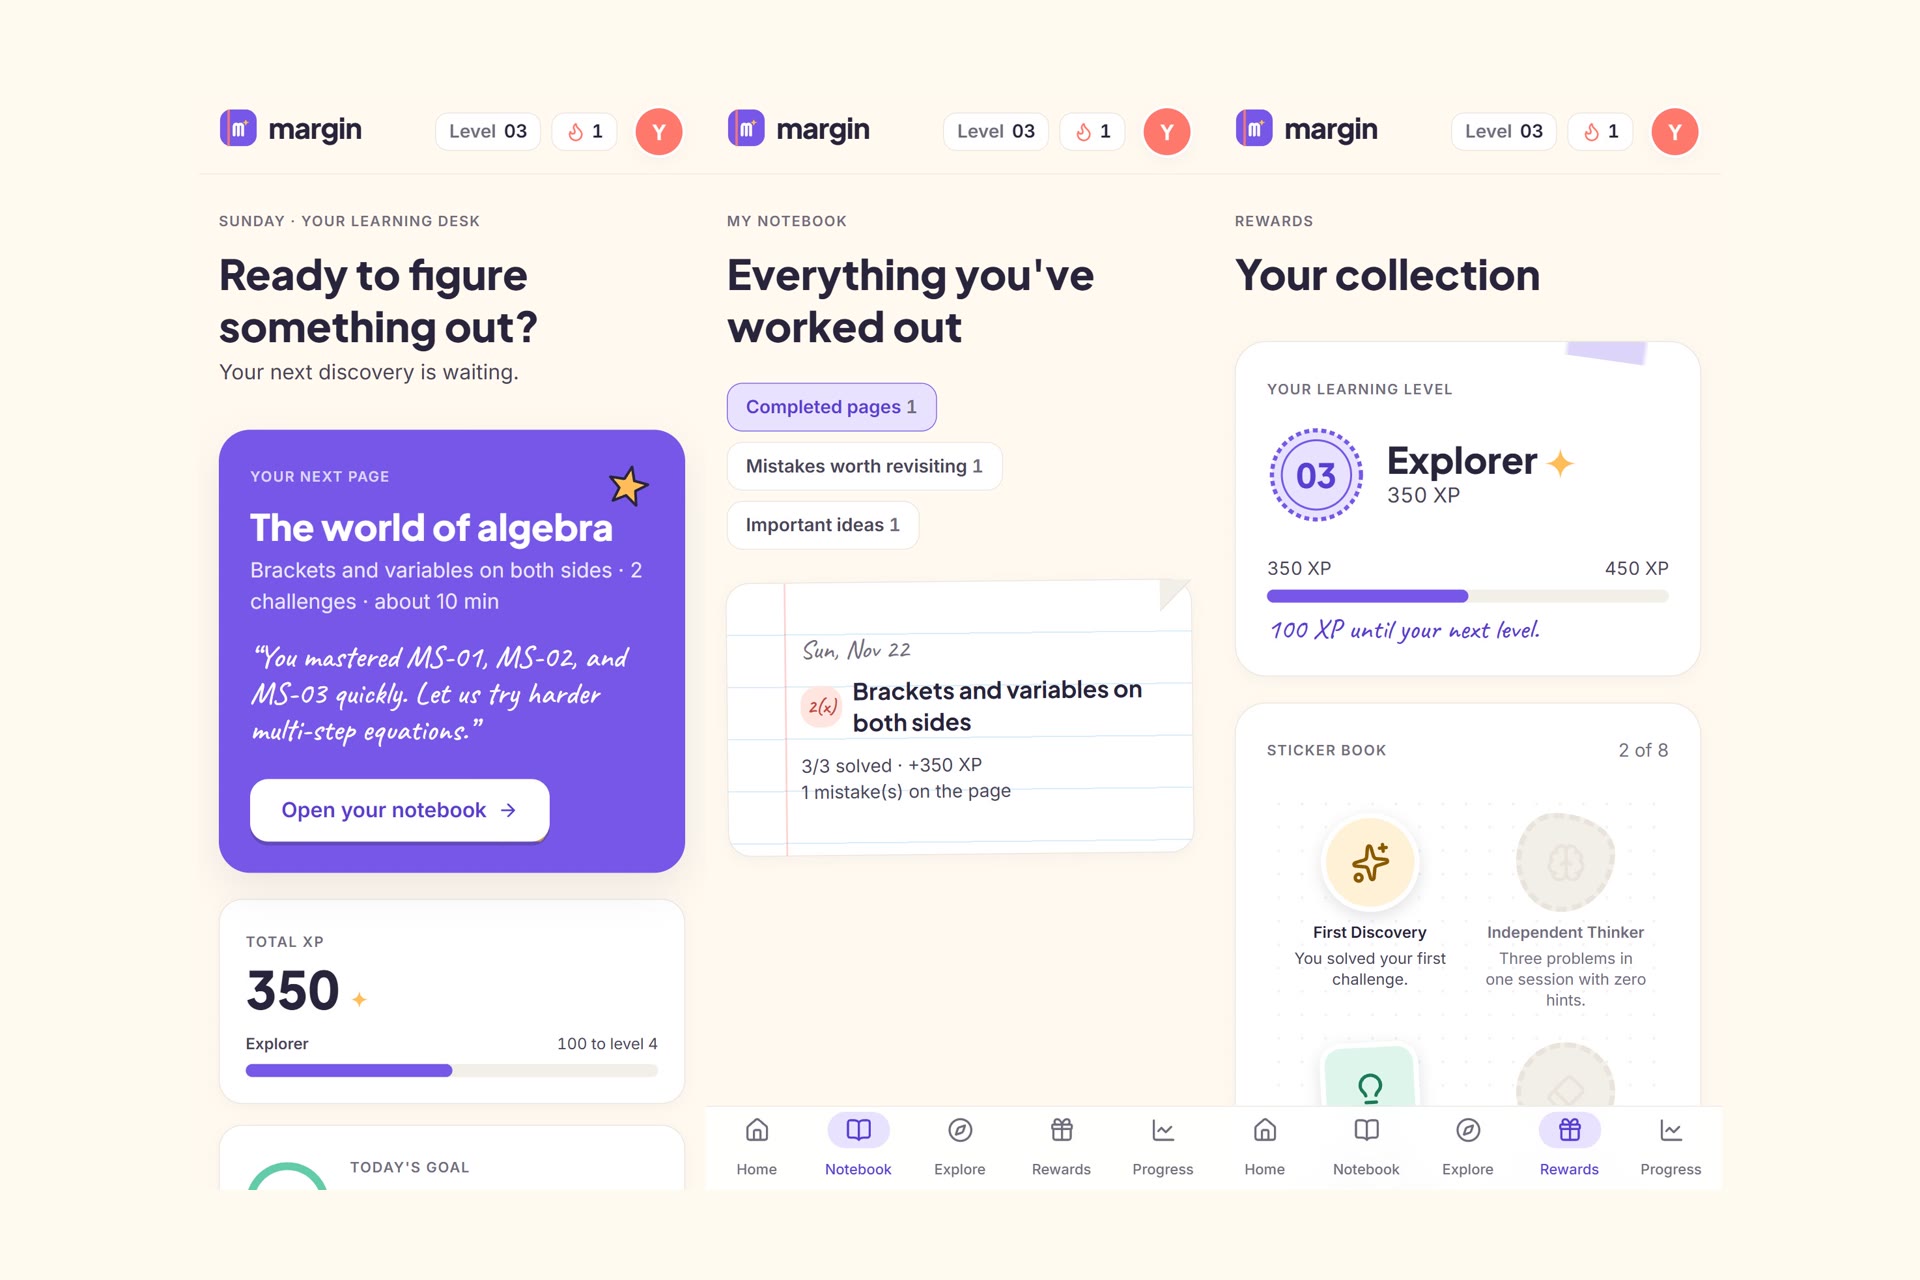 margin
Level 03
1
Y
SUNDAY · YOUR LEARNING DESK
Ready to figure
something out?
Your next discovery is waiting.
YOUR NEXT PAGE
The world of algebra
Brackets and variables on both sides · 2
challenges · about 10 min
“You mastered MS-01, MS-02, and
MS-03 quickly. Let us try harder
multi-step equations.”
Open your notebook
TOTAL XP
350
Explorer
100 to level 4
TODAY'S GOAL
margin
Level 03
1
Y
MY NOTEBOOK
Everything you've
worked out
Completed pages 1
Mistakes worth revisiting 1
Important ideas 1
Sun, Nov 22
2(x)
Brackets and variables on
both sides
3/3 solved · +350 XP
1 mistake(s) on the page
Home
Notebook
Explore
Rewards
Progress
margin
Level 03
1
Y
REWARDS
Your collection
YOUR LEARNING LEVEL
03
Explorer
350 XP
350 XP
450 XP
100 XP until your next level.
STICKER BOOK
2 of 8
First Discovery
You solved your first
challenge.
Independent Thinker
Three problems in
one session with zero
hints.
Home
Notebook
Explore
Rewards
Progress